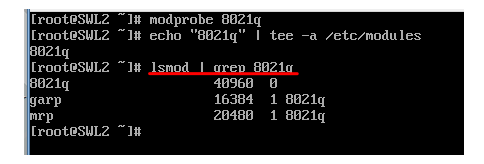 [root@SWL2 ~]# modprobe 8021q
[root@SWL2 ~]# echo "8021q" | tee -a /etc/modules
8021q
[root@SWL2 ~]# lsmod | grep 8021q
8021q 40960 0
garp 16384 1 8021q
mrp 20480 1 8021q
[root@SWL2 ~]#